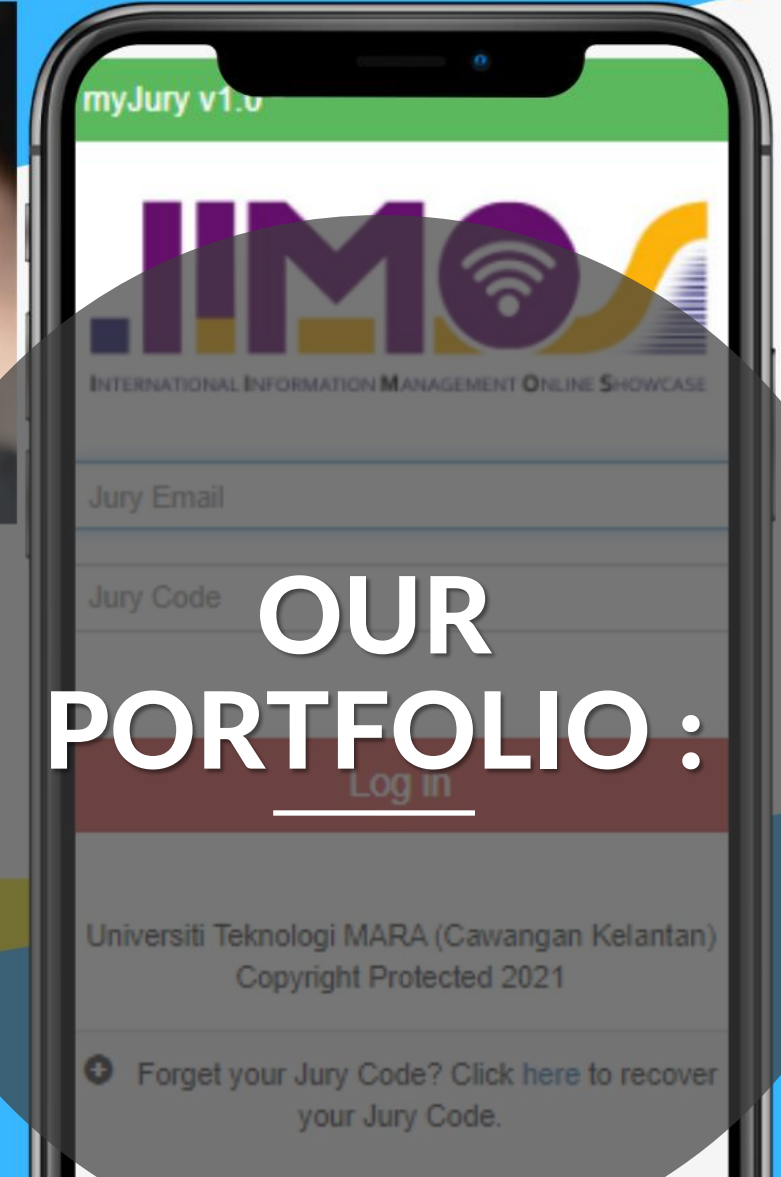 myJury v1.0
.IIMOS
INTERNATIONAL INFORMATION MANAGEMENT ONLINE SHOWCASE
Jury Email
Jury Code
OUR
PORTFOLIO :
Log in
Universiti Teknologi MARA (Cawangan Kelantan)
Copyright Protected 2021
Forget your Jury Code? Click here to recover
your Jury Code.